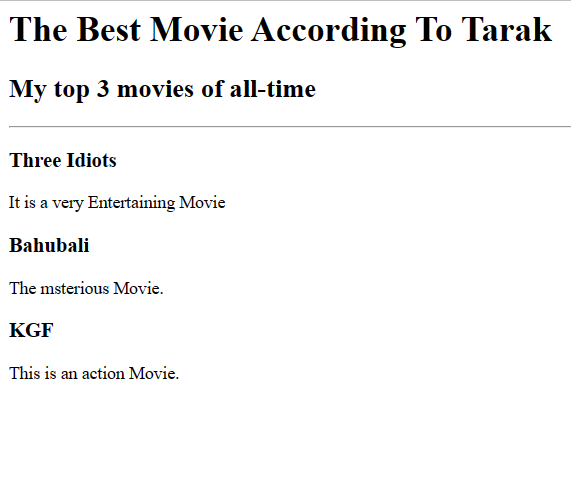 The Best Movie According To Tarak
My top 3 movies of all-time
Three Idiots
It is a very Entertaining Movie
Bahubali
The msterious Movie.
KGF
This is an action Movie.